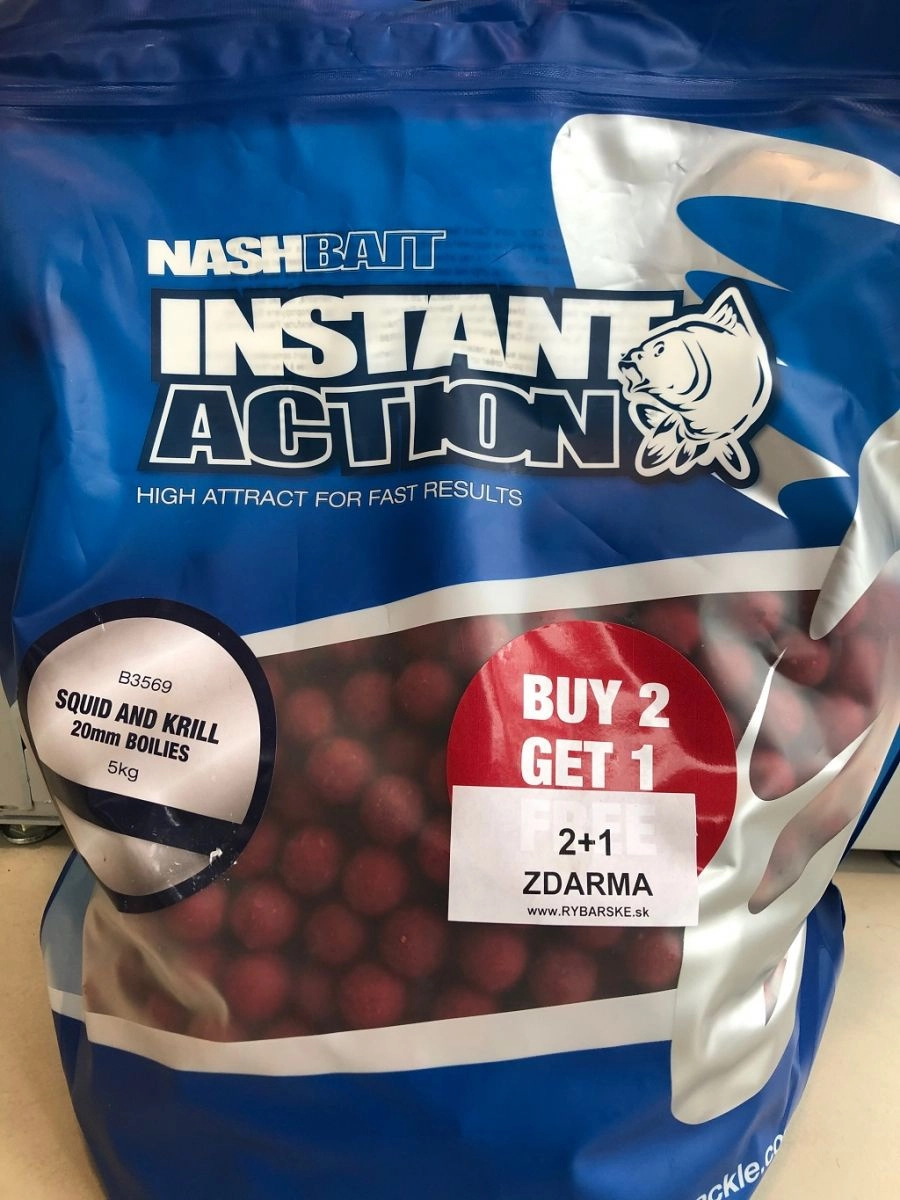 NASHBAIT
INSTANT
ACTION
HIGH ATTRACT FOR FAST RESULTS
B3569
SQUID AND KRILL
20mm BOILIES
5kg
BUY 2
GET 1
FREE
2+1
ZDARMA
www.RYBARSKE.sk